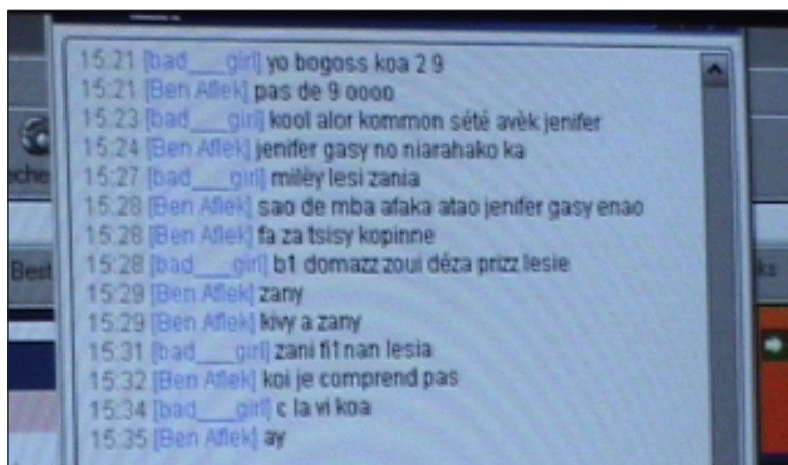 15:21 [bad___girl] yo bogoss koa 2 9
15:21 [Ben Aflek] pas de 9 oooo
15:23 [bad___girl] kool alor kommon sété avèk jenifer
15:24 [Ben Aflek] jenifer gasy no niarahako ka
15:27 [bad___girl] milèy lesi zania
15:28 [Ben Aflek] sao de mba afaka atao jenifer gasy enao
15:28 [Ben Aflek] fa za tsisy kopinne
15:28 [bad___girl] b1 domazz zoui déza prizz lesie
15:29 [Ben Aflek] zany
15:29 [Ben Aflek] kivy a zany
15:31 [bad___girl] zani fi1 nan lesia
15:32 [Ben Aflek] koi je comprend pas
15:34 [bad___girl] c la vi koa
15:35 [Ben Aflek] ay
eche
Best
ks